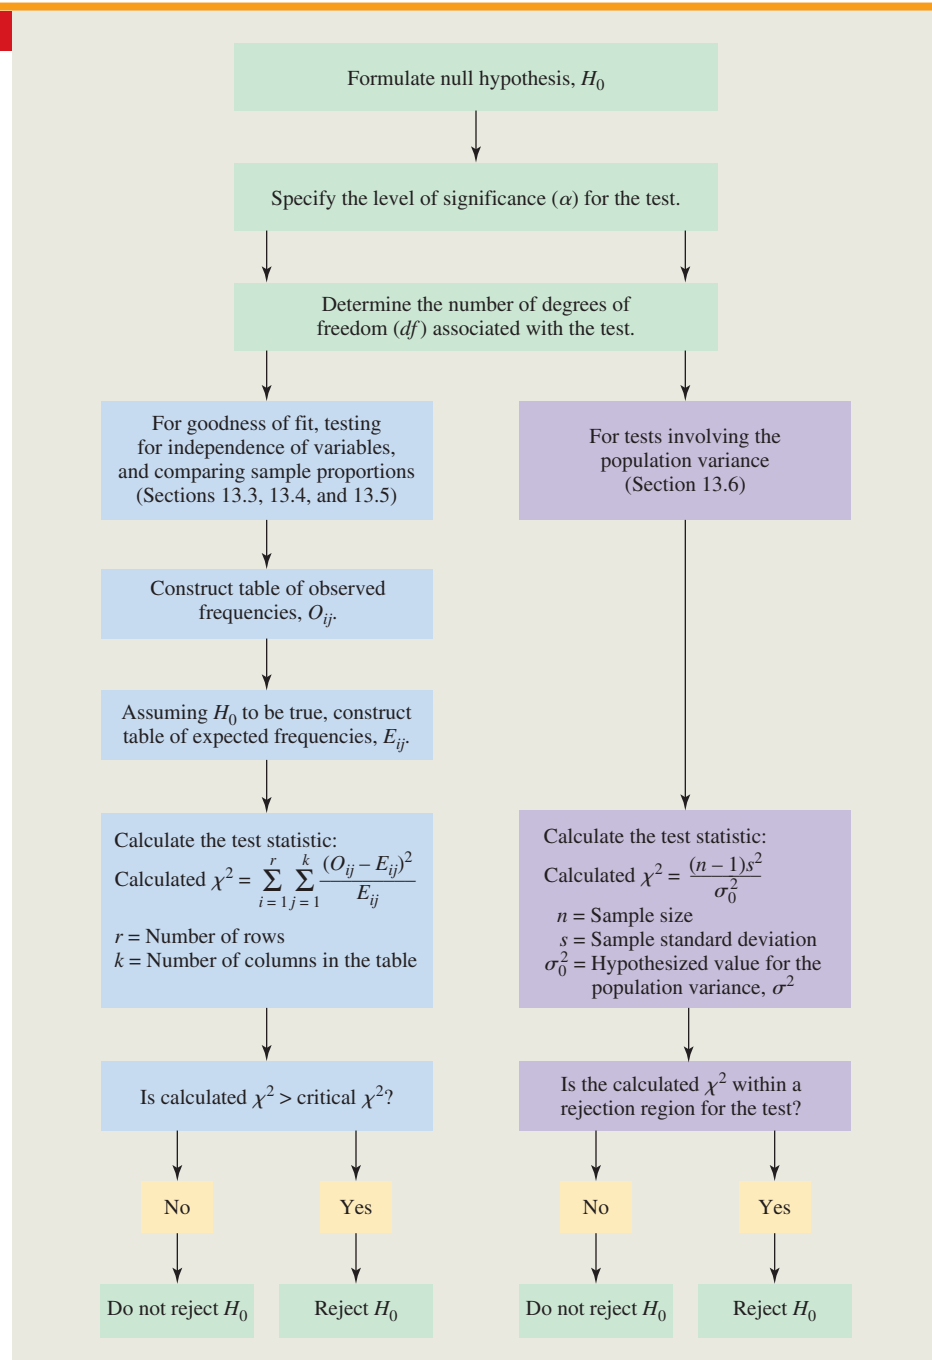 Formulate null hypothesis, H₀
Specify the level of significance (α) for the test.
Determine the number of degrees of
freedom (df) associated with the test.
For goodness of fit, testing
for independence of variables,
and comparing sample proportions
(Sections 13.3, 13.4, and 13.5)
Construct table of observed
frequencies, Oᵢⱼ.
Assuming H₀ to be true, construct
table of expected frequencies, Eᵢⱼ.
Calculate the test statistic:
Calculated χ² = Σ_{i = 1}^{r} Σ_{j = 1}^{k} (Oᵢⱼ – Eᵢⱼ)² / Eᵢⱼ
r = Number of rows
k = Number of columns in the table
Is calculated χ² > critical χ²?
No
Yes
Do not reject H₀
Reject H₀
For tests involving the
population variance
(Section 13.6)
Calculate the test statistic:
Calculated χ² = (n – 1)s² / σ₀²
n = Sample size
s = Sample standard deviation
σ₀² = Hypothesized value for the
population variance, σ²
Is the calculated χ² within a
rejection region for the test?
No
Yes
Do not reject H₀
Reject H₀